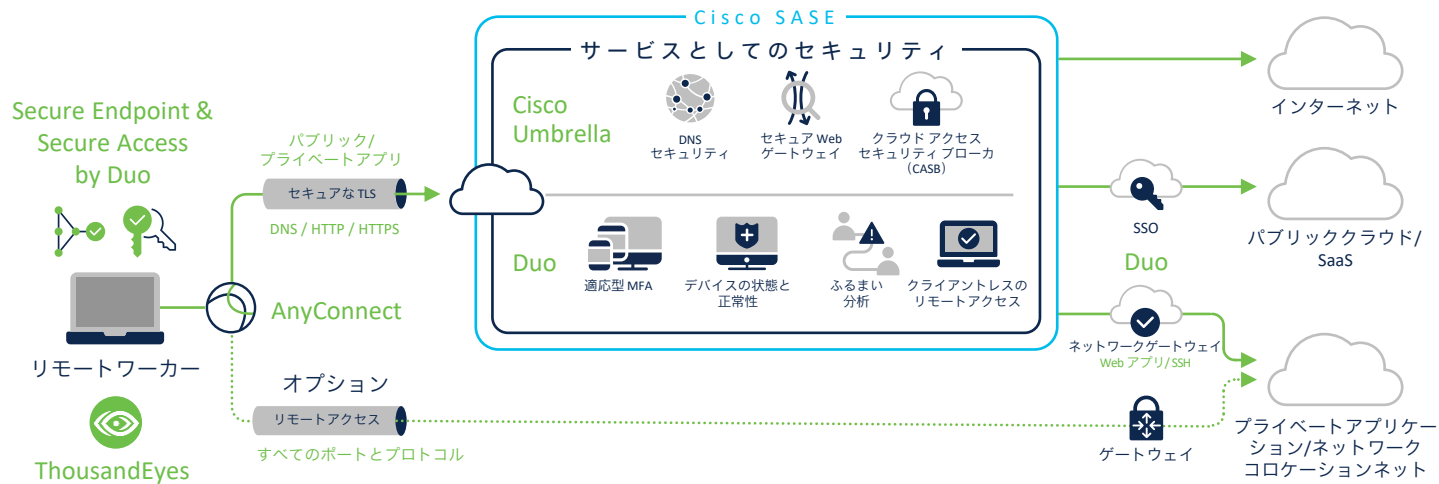 Cisco SASE
サービスとしてのセキュリティ
Secure Endpoint &
Secure Access
by Duo
リモートワーカー
ThousandEyes
AnyConnect
パブリック/
プライベートアプリ
セキュアな TLS
DNS / HTTP / HTTPS
オプション
リモートアクセス
すべてのポートとプロトコル
Cisco
Umbrella
DNS
セキュリティ
セキュア Web
ゲートウェイ
クラウド アクセス
セキュリティ ブローカ
（CASB）
Duo
適応型 MFA
デバイスの状態と
正常性
ふるまい
分析
クライアントレスの
リモートアクセス
インターネット
SSO
パブリッククラウド/
SaaS
Duo
ネットワークゲートウェイ
Web アプリ/ SSH
ゲートウェイ
プライベートアプリケー
ション/ネットワーク
コロケーションネット